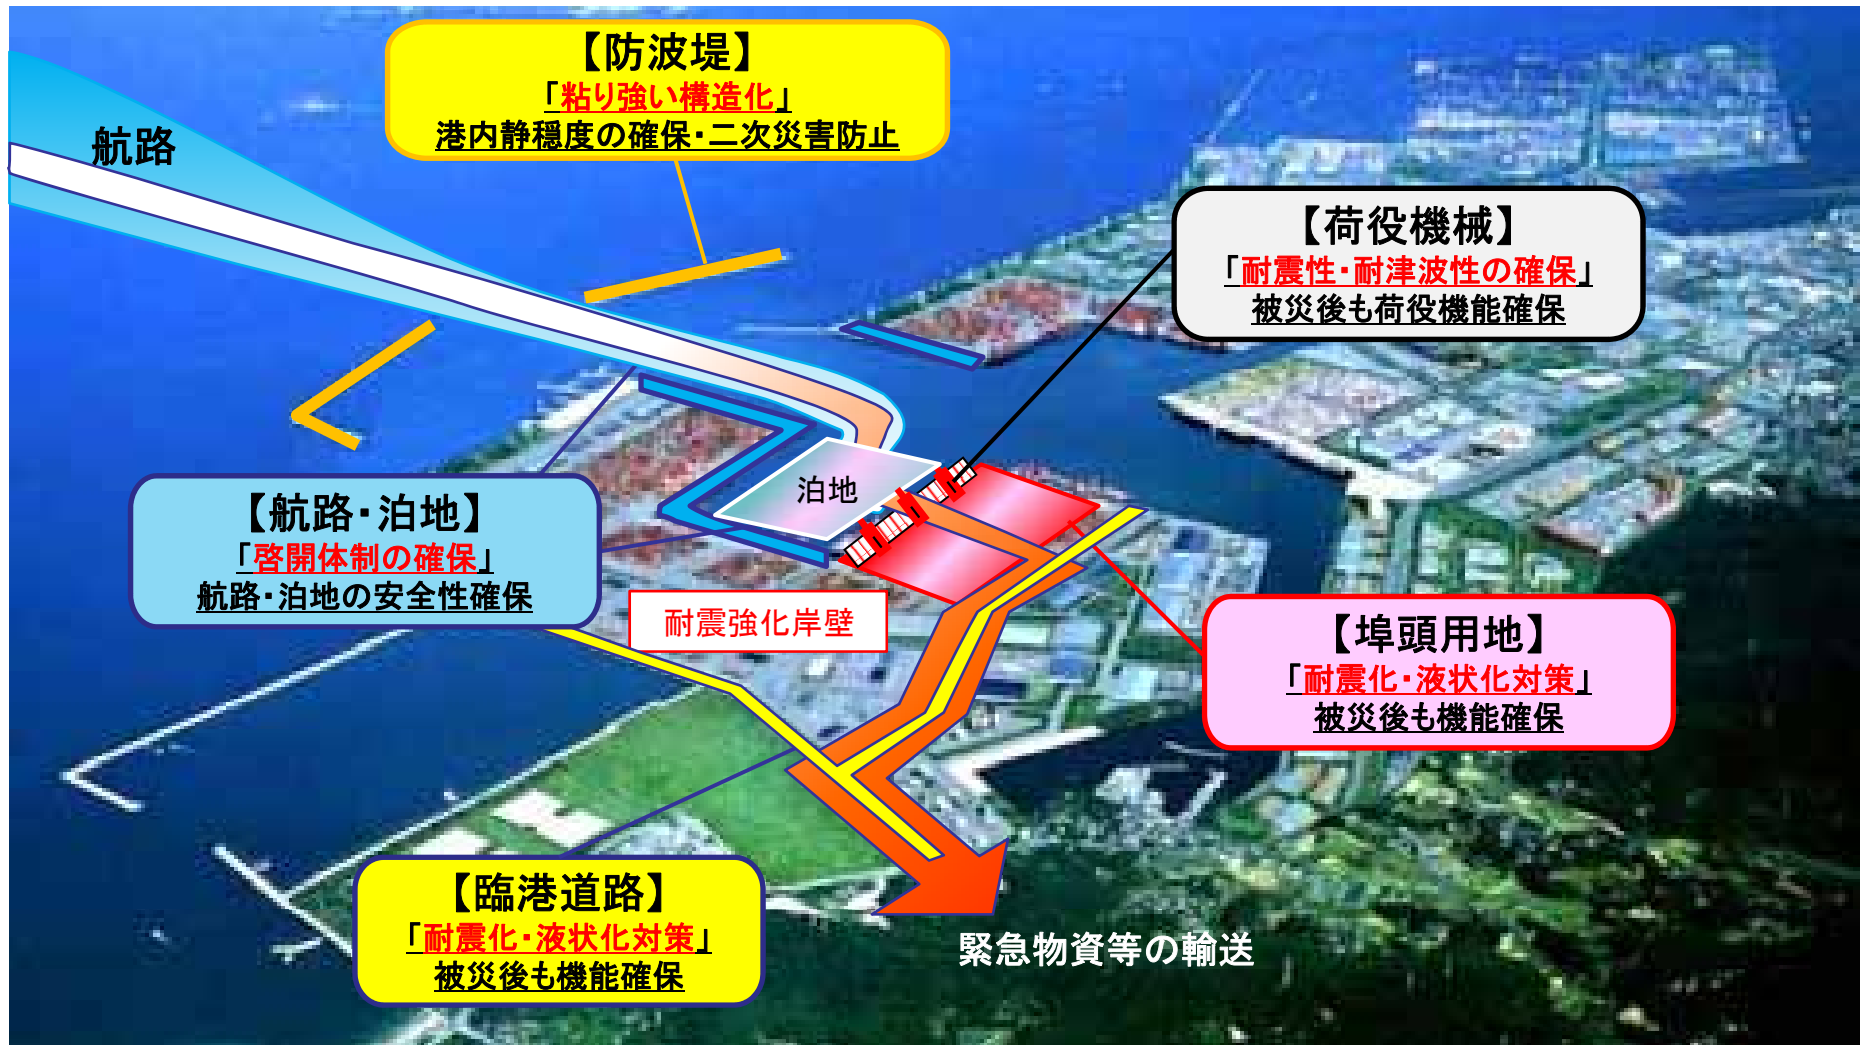 【防波堤】
「粘り強い構造化」
港内静穏度の確保・二次災害防止
航路
【荷役機械】
「耐震性・耐津波性の確保」
被災後も荷役機能確保
泊地
【航路・泊地】
「啓開体制の確保」
航路・泊地の安全性確保
耐震強化岸壁
【埠頭用地】
「耐震化・液状化対策」
被災後も機能確保
【臨港道路】
「耐震化・液状化対策」
被災後も機能確保
緊急物資等の輸送